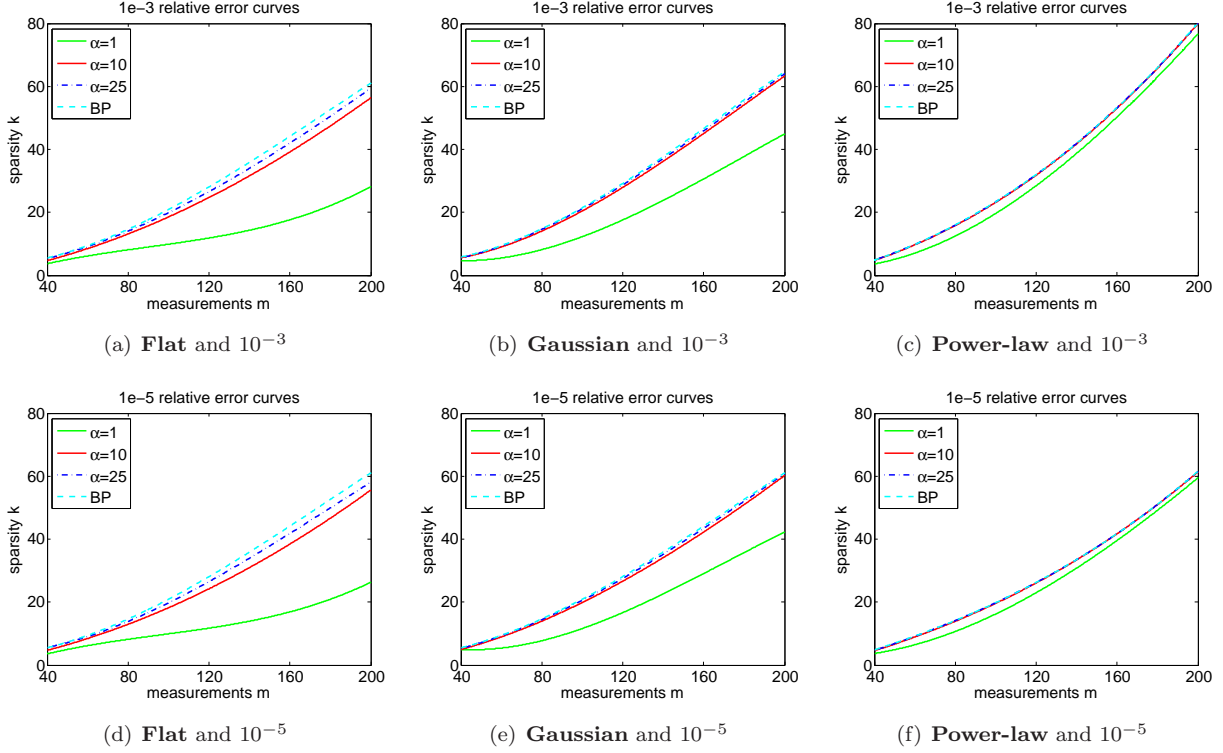 1e−3 relative error curves
80
60
40
20
0
sparsity k
α=1
α=10
α=25
BP
40 80 120 160 200
measurements m
(a) Flat and 10⁻³
1e−3 relative error curves
80
60
40
20
0
sparsity k
α=1
α=10
α=25
BP
40 80 120 160 200
measurements m
(b) Gaussian and 10⁻³
1e−3 relative error curves
80
60
40
20
0
sparsity k
α=1
α=10
α=25
BP
40 80 120 160 200
measurements m
(c) Power-law and 10⁻³
1e−5 relative error curves
80
60
40
20
0
sparsity k
α=1
α=10
α=25
BP
40 80 120 160 200
measurements m
(d) Flat and 10⁻⁵
1e−5 relative error curves
80
60
40
20
0
sparsity k
α=1
α=10
α=25
BP
40 80 120 160 200
measurements m
(e) Gaussian and 10⁻⁵
1e−5 relative error curves
80
60
40
20
0
sparsity k
α=1
α=10
α=25
BP
40 80 120 160 200
measurements m
(f) Power-law and 10⁻⁵